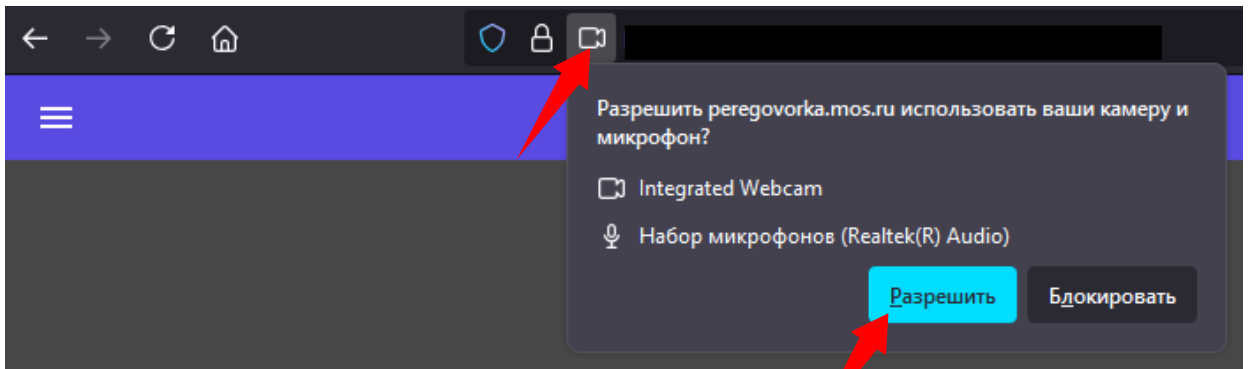 Разрешить peregovorka.mos.ru использовать ваши камеру и
микрофон?
Integrated Webcam
Набор микрофонов (Realtek(R) Audio)
Разрешить Блокировать